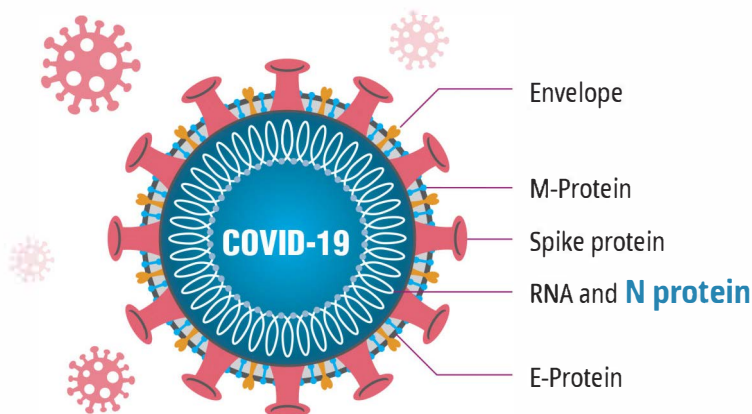 Envelope
M-Protein
COVID-19
Spike protein
RNA and N protein
E-Protein